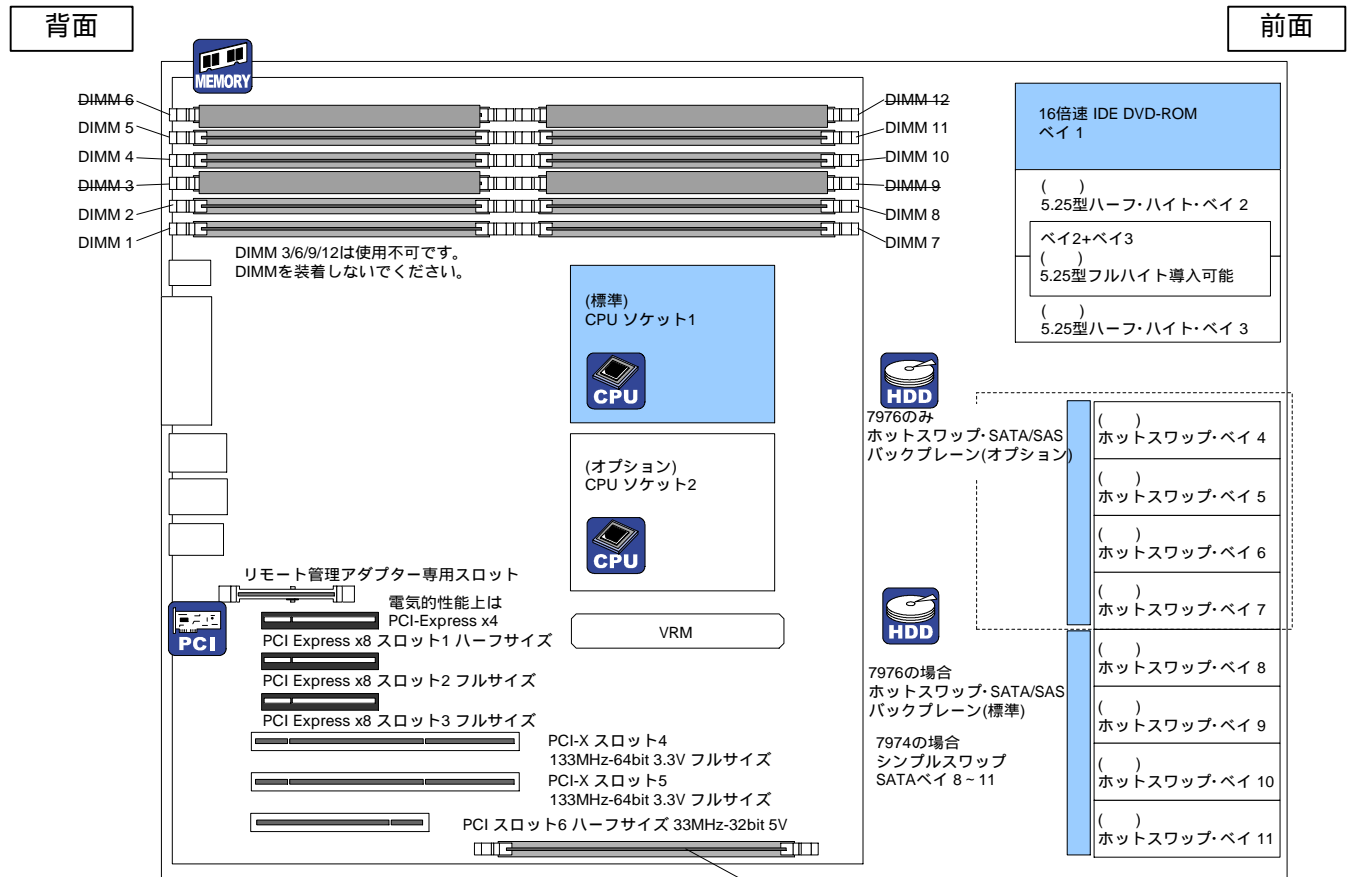 背面
前面
MEMORY
DIMM 6
DIMM 5
DIMM 4
DIMM 3
DIMM 2
DIMM 1
DIMM 12
DIMM 11
DIMM 10
DIMM 9
DIMM 8
DIMM 7
DIMM 3/6/9/12は使用不可です。
DIMMを装着しないでください。
(標準)
CPU ソケット1
CPU
(オプション)
CPU ソケット2
CPU
VRM
リモート管理アダプター専用スロット
電気的性能上は
PCI-Express x4
PCI
PCI Express x8 スロット1 ハーフサイズ
PCI Express x8 スロット2 フルサイズ
PCI Express x8 スロット3 フルサイズ
PCI-X スロット4
133MHz-64bit 3.3V フルサイズ
PCI-X スロット5
133MHz-64bit 3.3V フルサイズ
PCI スロット6 ハーフサイズ 33MHz-32bit 5V
16倍速 IDE DVD-ROM
ベイ 1
( )
5.25型ハーフ・ハイト・ベイ 2
ベイ2+ベイ3
( )
5.25型フルハイト導入可能
( )
5.25型ハーフ・ハイト・ベイ 3
HDD
7976のみ
ホットスワップ・SATA/SAS
バックプレーン(オプション)
HDD
7976の場合
ホットスワップ・SATA/SAS
バックプレーン(標準)
7974の場合
シンプルスワップ
SATAベイ 8~11
( )
ホットスワップ・ベイ 4
( )
ホットスワップ・ベイ 5
( )
ホットスワップ・ベイ 6
( )
ホットスワップ・ベイ 7
( )
ホットスワップ・ベイ 8
( )
ホットスワップ・ベイ 9
( )
ホットスワップ・ベイ 10
( )
ホットスワップ・ベイ 11